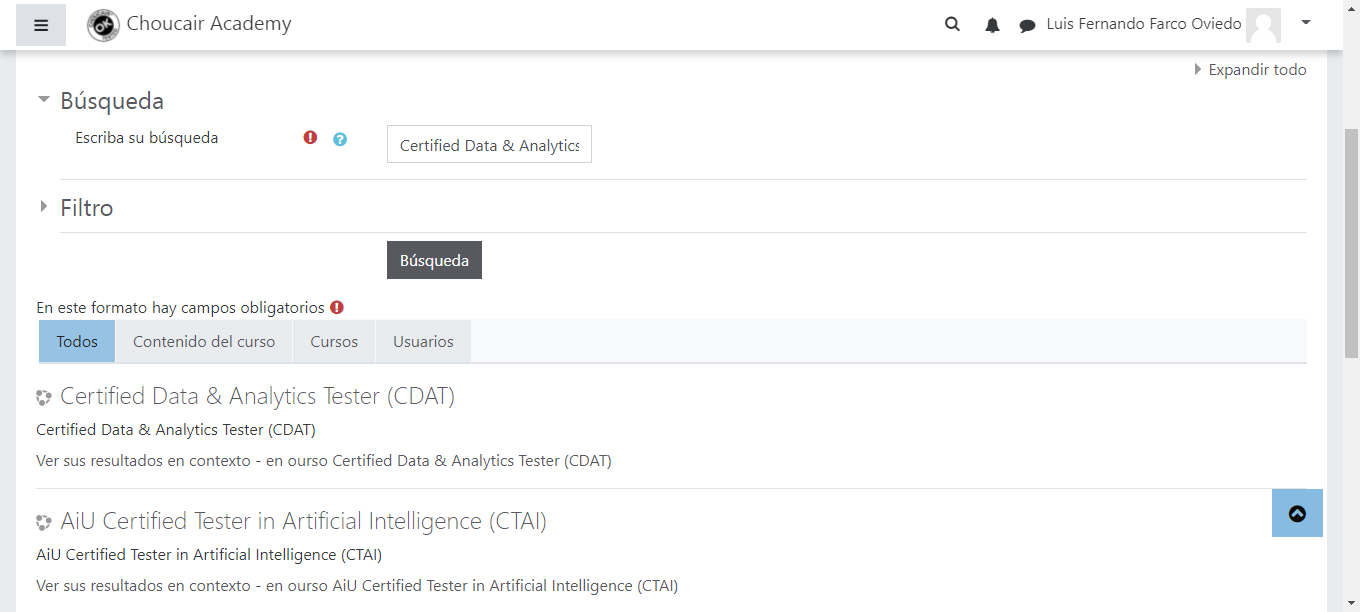 Choucair Academy
Luis Fernando Farco Oviedo
Expandir todo
Búsqueda
Escriba su búsqueda
Certified Data & Analytics
Filtro
Búsqueda
En este formato hay campos obligatorios
Todos
Contenido del curso
Cursos
Usuarios
Certified Data & Analytics Tester (CDAT)
Certified Data & Analytics Tester (CDAT)
Ver sus resultados en contexto - en ourso Certified Data & Analytics Tester (CDAT)
AiU Certified Tester in Artificial Intelligence (CTAI)
AiU Certified Tester in Artificial Intelligence (CTAI)
Ver sus resultados en contexto - en ourso AiU Certified Tester in Artificial Intelligence (CTAI)